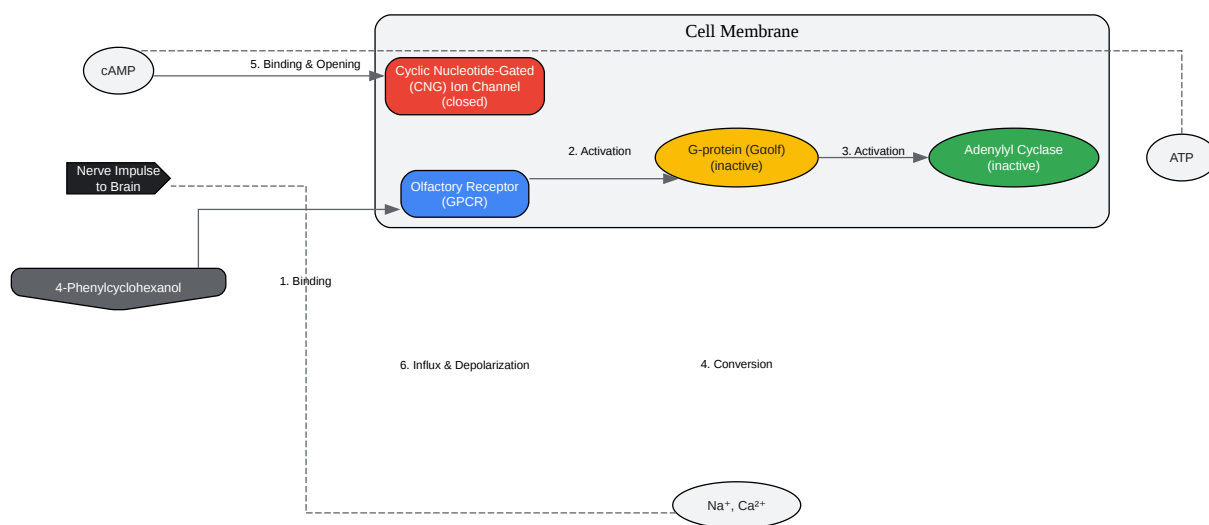 Cell Membrane
cAMP
5. Binding & Opening
Cyclic Nucleotide-Gated
(CNG) Ion Channel
(closed)
2. Activation
G-protein (Gαolf)
(inactive)
3. Activation
Adenylyl Cyclase
(inactive)
ATP
Nerve Impulse
to Brain
Olfactory Receptor
(GPCR)
4-Phenylcyclohexanol
1. Binding
6. Influx & Depolarization
4. Conversion
Na⁺, Ca²⁺